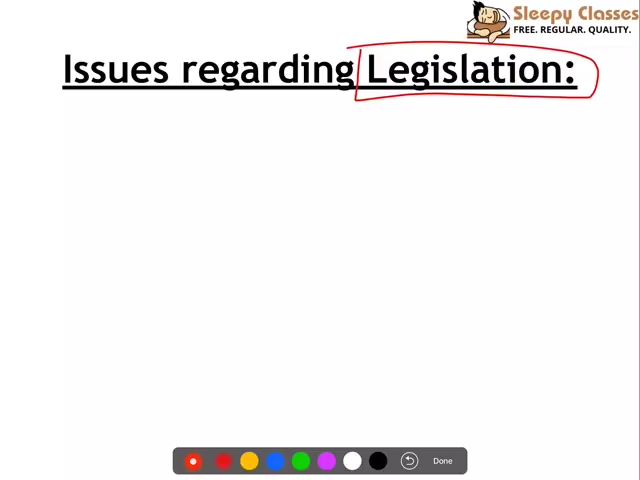 Sleepy Classes
FREE. REGULAR. QUALITY.
Issues regarding Legislation:
Done